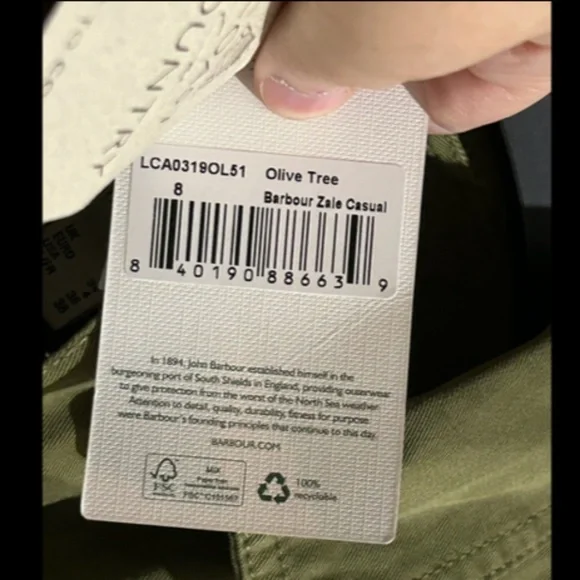 OUNTRY
LCA0319OL51 Olive Tree
8
Barbour Zale Casual
8 40190 88663 9
In 1894, John Barbour established himself in the
burgeoning port of South Shields in England, providing outerwear
to give protection from the worst of the North Sea weather.
Attention to detail, quality, durability, fitness for purpose
were Barbour's founding principles that continue to this day.
BARBOUR.COM
FSC
MIX
100%
recyclable